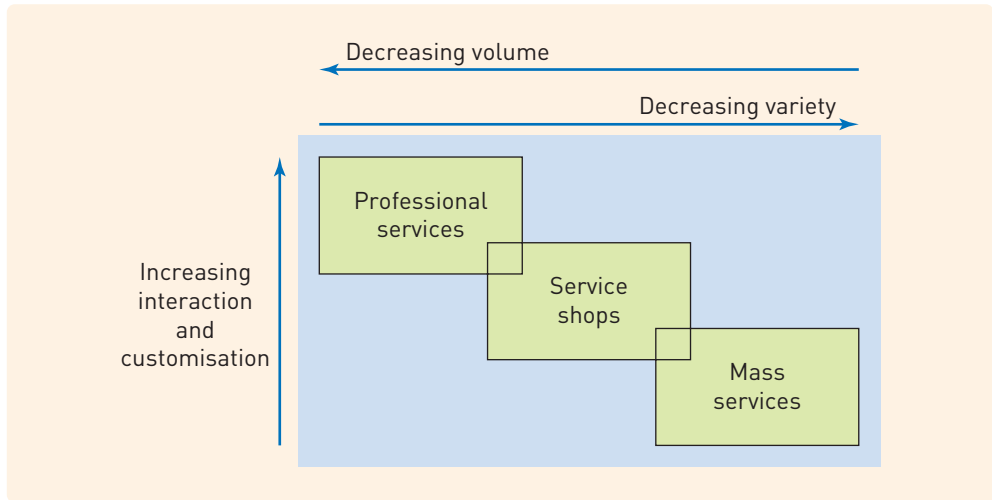 Decreasing volume
Decreasing variety
Professional
services
Increasing
interaction
and
customisation
Service
shops
Mass
services